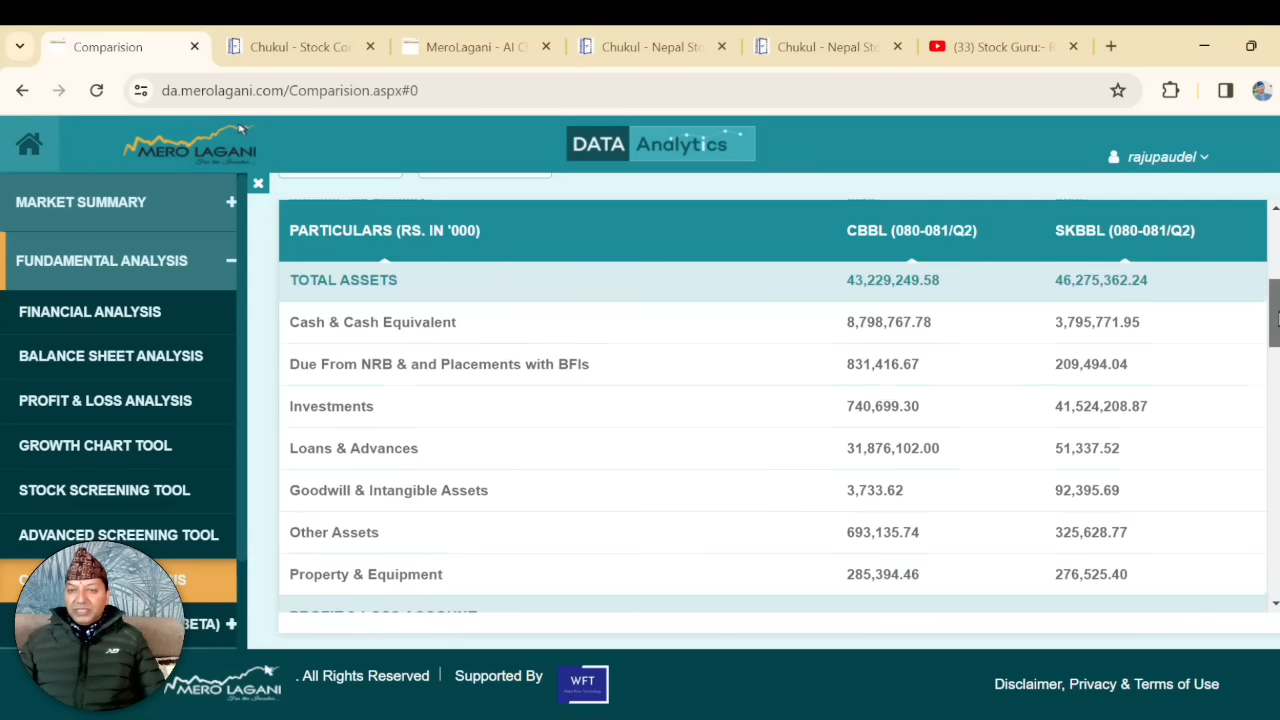 Comparision
Chukul - Stock Co
MeroLagani - AI C
Chukul - Nepal St
Chukul - Nepal St
(33) Stock Guru:-
da.merolagani.com/Comparision.aspx#0
MERO LAGANI
DATA Analytics
rajupaudel
MARKET SUMMARY
FUNDAMENTAL ANALYSIS
FINANCIAL ANALYSIS
BALANCE SHEET ANALYSIS
PROFIT & LOSS ANALYSIS
GROWTH CHART TOOL
STOCK SCREENING TOOL
ADVANCED SCREENING TOOL
BETA)
PARTICULARS (RS. IN '000) CBBL (080-081/Q2) SKBBL (080-081/Q2)
TOTAL ASSETS 43,229,249.58 46,275,362.24
Cash & Cash Equivalent 8,798,767.78 3,795,771.95
Due From NRB & and Placements with BFIs 831,416.67 209,494.04
Investments 740,699.30 41,524,208.87
Loans & Advances 31,876,102.00 51,337.52
Goodwill & Intangible Assets 3,733.62 92,395.69
Other Assets 693,135.74 325,628.77
Property & Equipment 285,394.46 276,525.40
MERO LAGANI
. All Rights Reserved | Supported By
WFT
Disclaimer, Privacy & Terms of Use